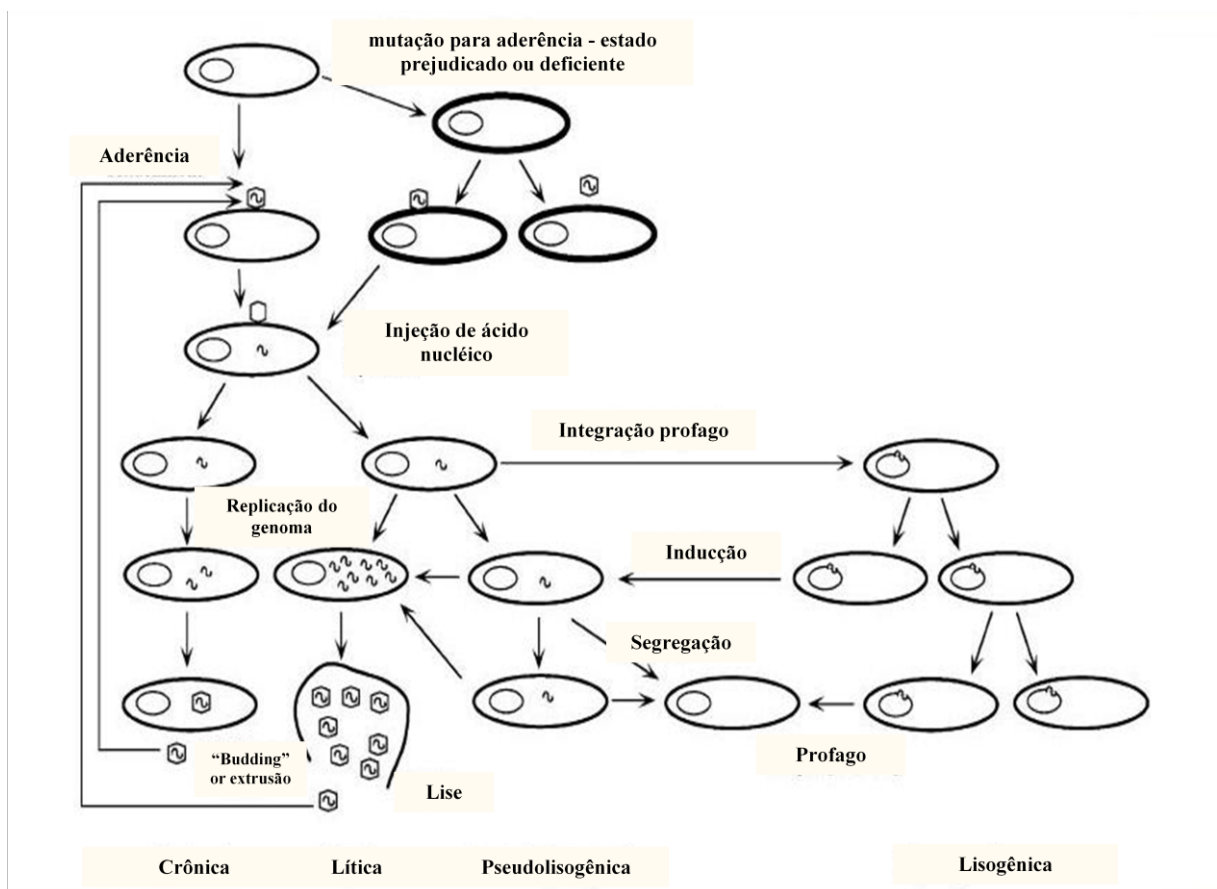 mutação para aderência - estado
prejudicado ou deficiente
Aderência
Injeção de ácido
nucléico
Integração profago
Replicação do
genoma
Inducção
Segregação
Profago
“Budding”
or extrusão
Lise
Crônica
Lítica
Pseudolisogênica
Lisogênica